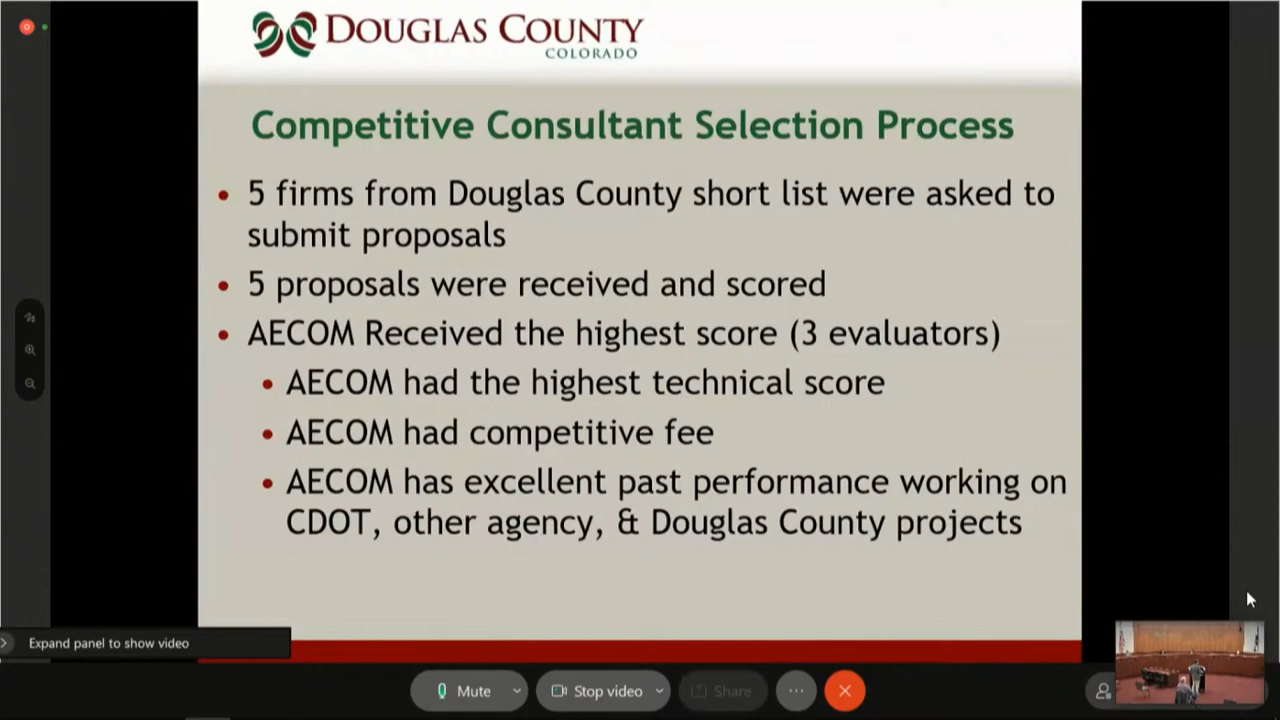 DOUGLAS COUNTY
COLORADO
Competitive Consultant Selection Process
• 5 firms from Douglas County short list were asked to
submit proposals
• 5 proposals were received and scored
• AECOM Received the highest score (3 evaluators)
• AECOM had the highest technical score
• AECOM had competitive fee
• AECOM has excellent past performance working on
CDOT, other agency, & Douglas County projects
Expand panel to show video
Mute
Stop video
Share